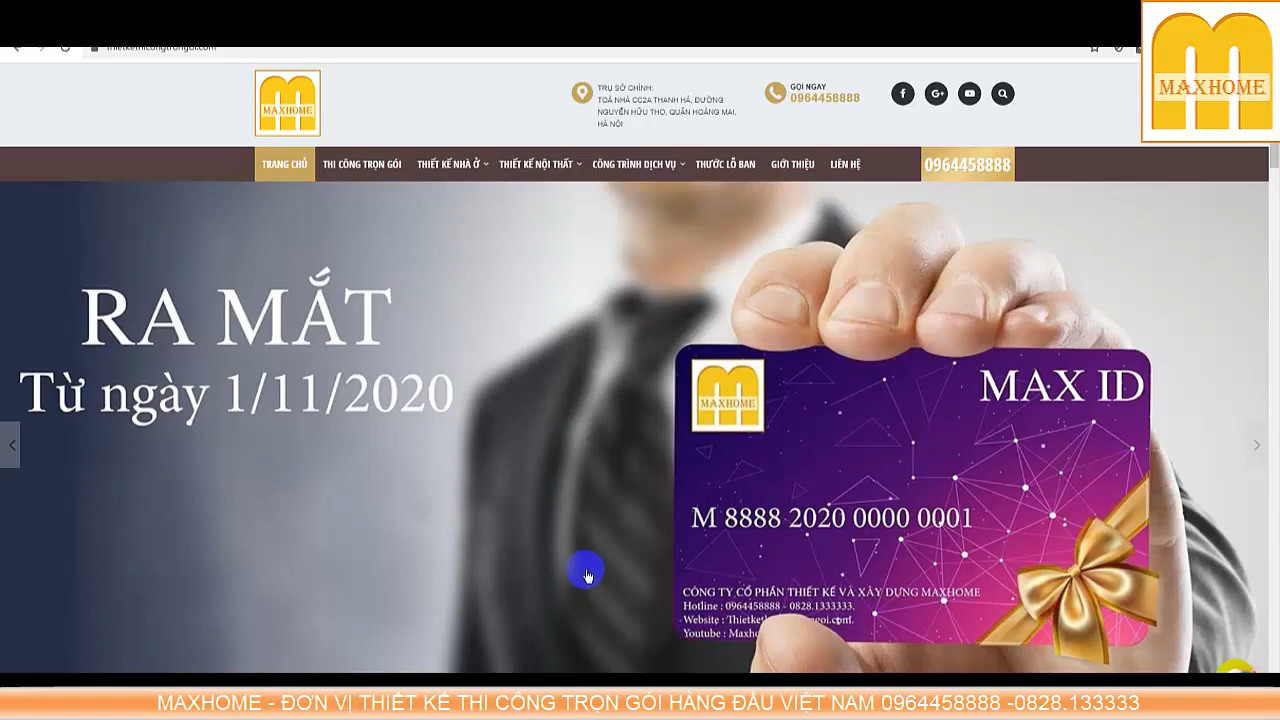 thietkethicongtrongoi.com
MAXHOME
MAXHOME
TRỤ SỞ CHÍNH:
TOÀ NHÀ CC2A THANH HÀ, ĐƯỜNG
NGUYỄN HỮU THỌ, QUẬN HOÀNG MAI,
HÀ NỘI
GỌI NGAY
0964458888
TRANG CHỦ THI CÔNG TRỌN GÓI THIẾT KẾ NHÀ Ở THIẾT KẾ NỘI THẤT CÔNG TRÌNH DỊCH VỤ THƯỚC LỖ BAN GIỚI THIỆU LIÊN HỆ 0964458888
RA MẮT
Từ ngày 1/11/2020
MAXHOME
MAX ID
M 8888 2020 0000 0001
CÔNG TY CỔ PHẦN THIẾT KẾ VÀ XÂY DỰNG MAXHOME
Hotline : 0964458888 - 0828.1333333.
Website :
Youtube :
MAXHOME - ĐƠN VỊ THIẾT KẾ THI CÔNG TRỌN GÓI HÀNG ĐẦU VIỆT NAM 0964458888 -0828.133333